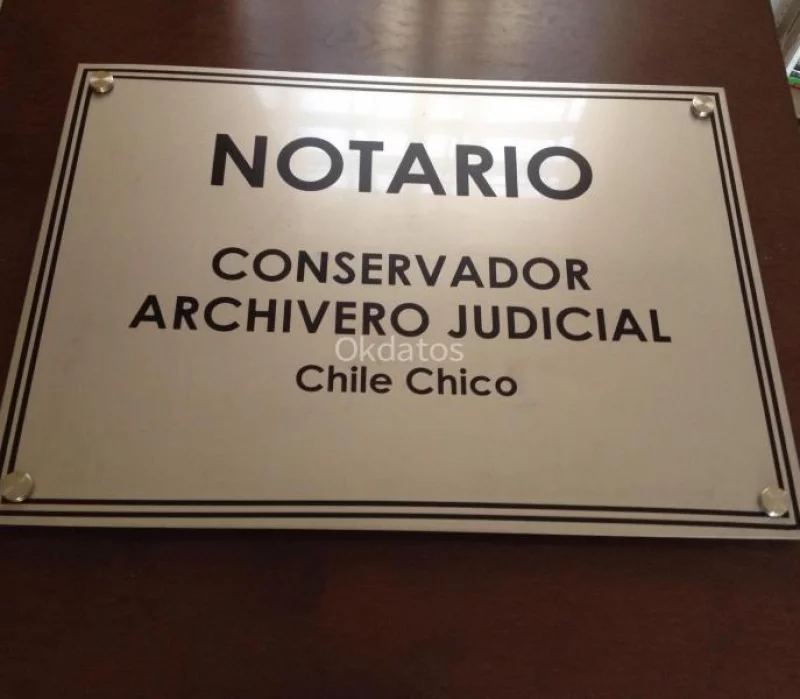 NOTARIO
CONSERVADOR
ARCHIVERO JUDICIAL
Okdatos
Chile Chico